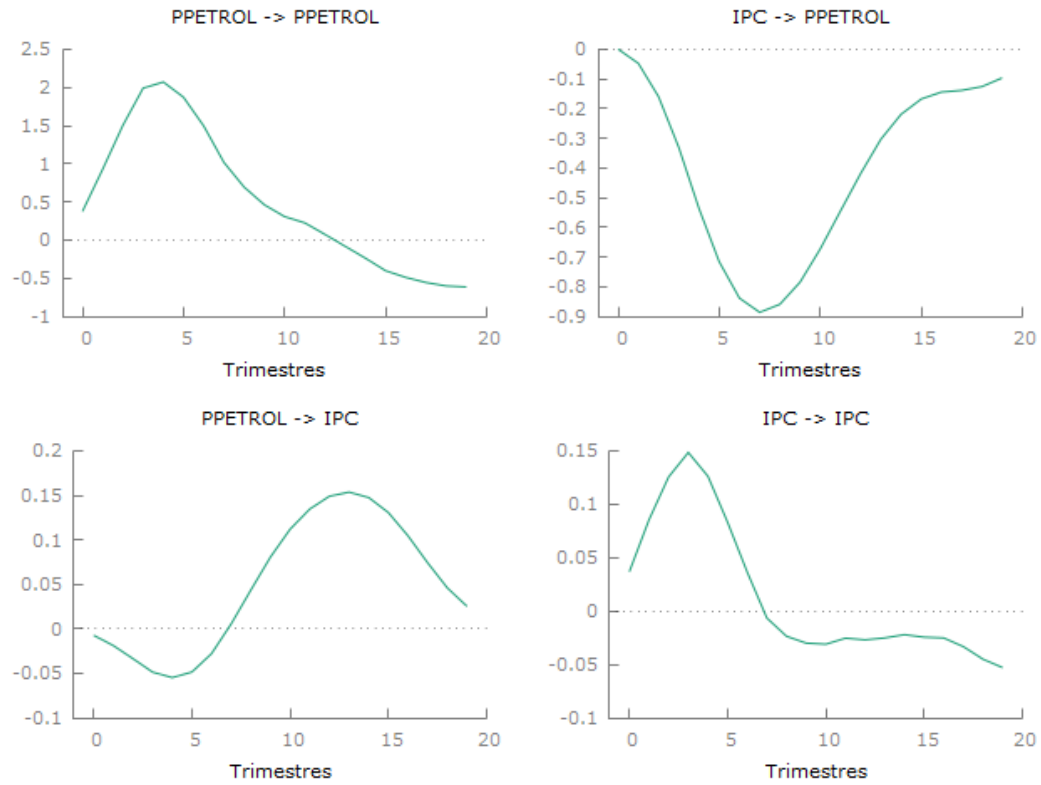 PPETROL -> PPETROL
2.5
2
1.5
1
0.5
0
-0.5
-1
0 5 10 15 20
Trimestres
IPC -> PPETROL
0
-0.1
-0.2
-0.3
-0.4
-0.5
-0.6
-0.7
-0.8
-0.9
0 5 10 15 20
Trimestres
PPETROL -> IPC
0.2
0.15
0.1
0.05
0
-0.05
-0.1
0 5 10 15 20
Trimestres
IPC -> IPC
0.15
0.1
0.05
0
-0.05
-0.1
0 5 10 15 20
Trimestres